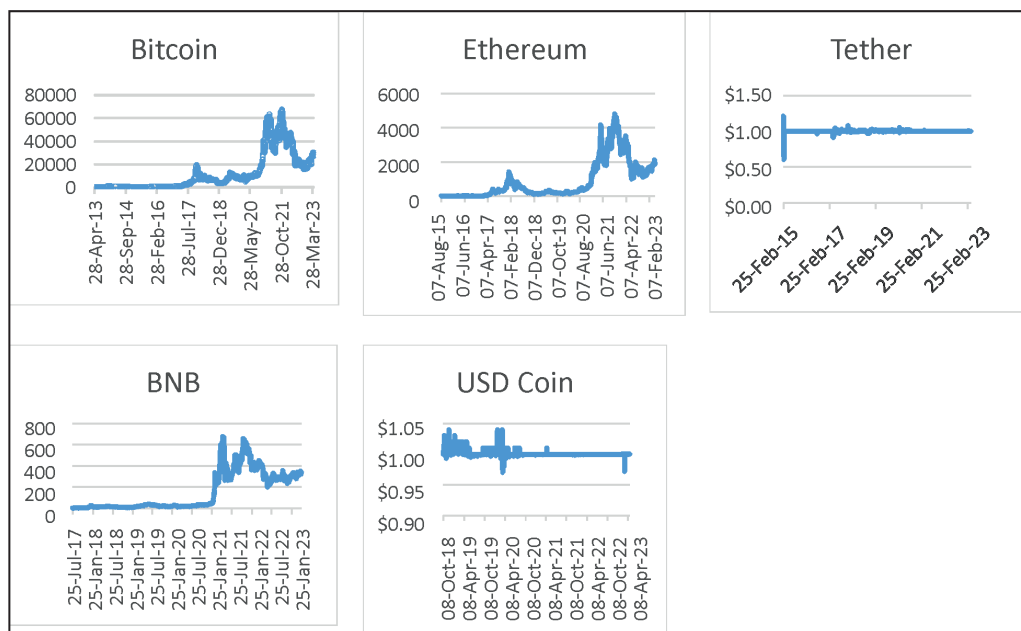 Bitcoin
80000
60000
40000
20000
0
28-Apr-13
28-Sep-14
28-Feb-16
28-Jul-17
28-Dec-18
28-May-20
28-Oct-21
28-Mar-23
Ethereum
6000
4000
2000
0
07-Aug-15
07-Jun-16
07-Apr-17
07-Feb-18
07-Dec-18
07-Oct-19
07-Aug-20
07-Jun-21
07-Apr-22
07-Feb-23
Tether
$1.50
$1.00
$0.50
$0.00
25-Feb-15
25-Feb-17
25-Feb-19
25-Feb-21
25-Feb-23
BNB
800
600
400
200
0
25-Jul-17
25-Jan-18
25-Jul-18
25-Jan-19
25-Jul-19
25-Jan-20
25-Jul-20
25-Jan-21
25-Jul-21
25-Jan-22
25-Jul-22
25-Jan-23
USD Coin
$1.05
$1.00
$0.95
$0.90
08-Oct-18
08-Apr-19
08-Oct-19
08-Apr-20
08-Oct-20
08-Apr-21
08-Oct-21
08-Apr-22
08-Oct-22
08-Apr-23